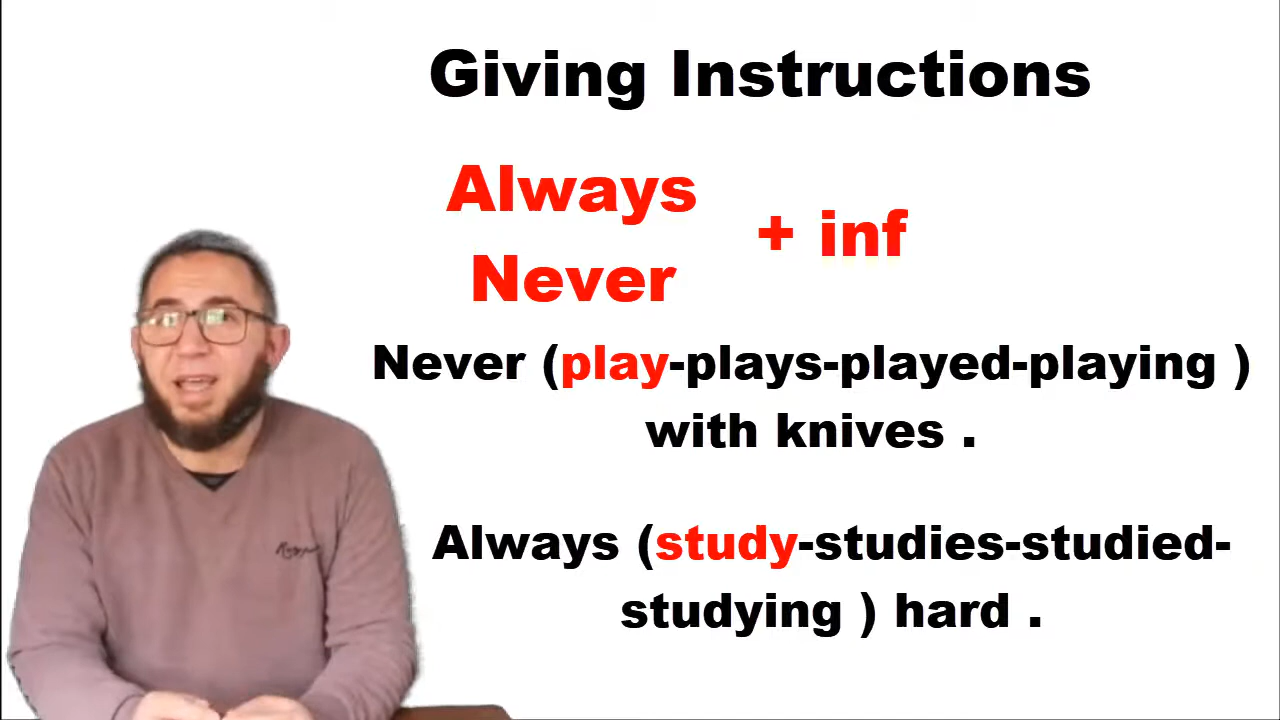 Giving Instructions
Always
Never
+ inf
Never (play-plays-played-playing )
with knives .
Always (study-studies-studied-
studying ) hard .